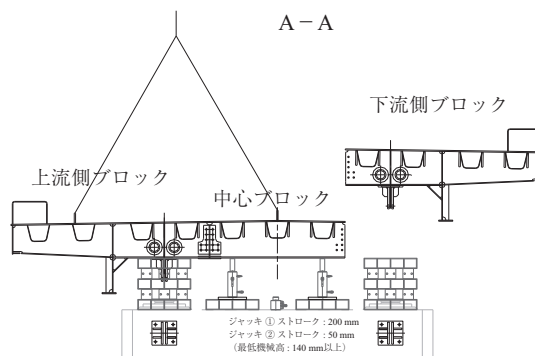 A－A
下流側ブロック
上流側ブロック
中心ブロック
ジャッキ ① ストローク : 200 mm
ジャッキ ② ストローク : 50 mm
（最低機械高 : 140 mm以上）